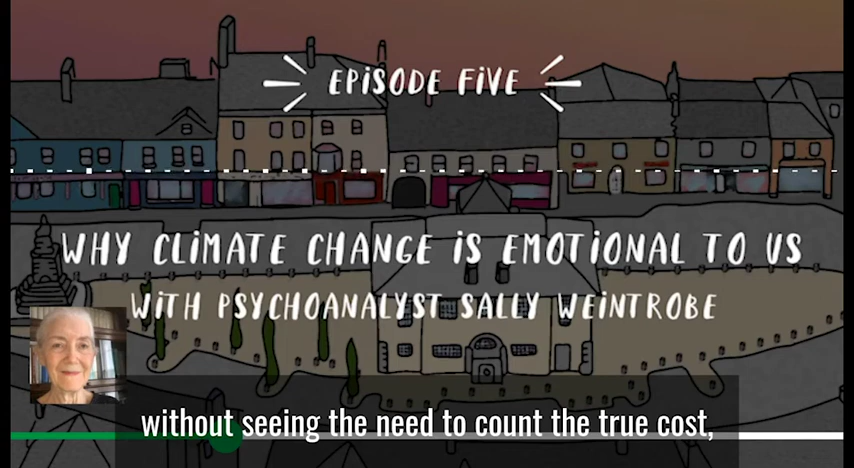 EPiSODE FiVE
WHY CLiMATE CHANGE iS EMOTiONAL TO US
WiTH PSYCHOANALYST SALLY WEiNTROBE
without seeing the need to count the true cost,